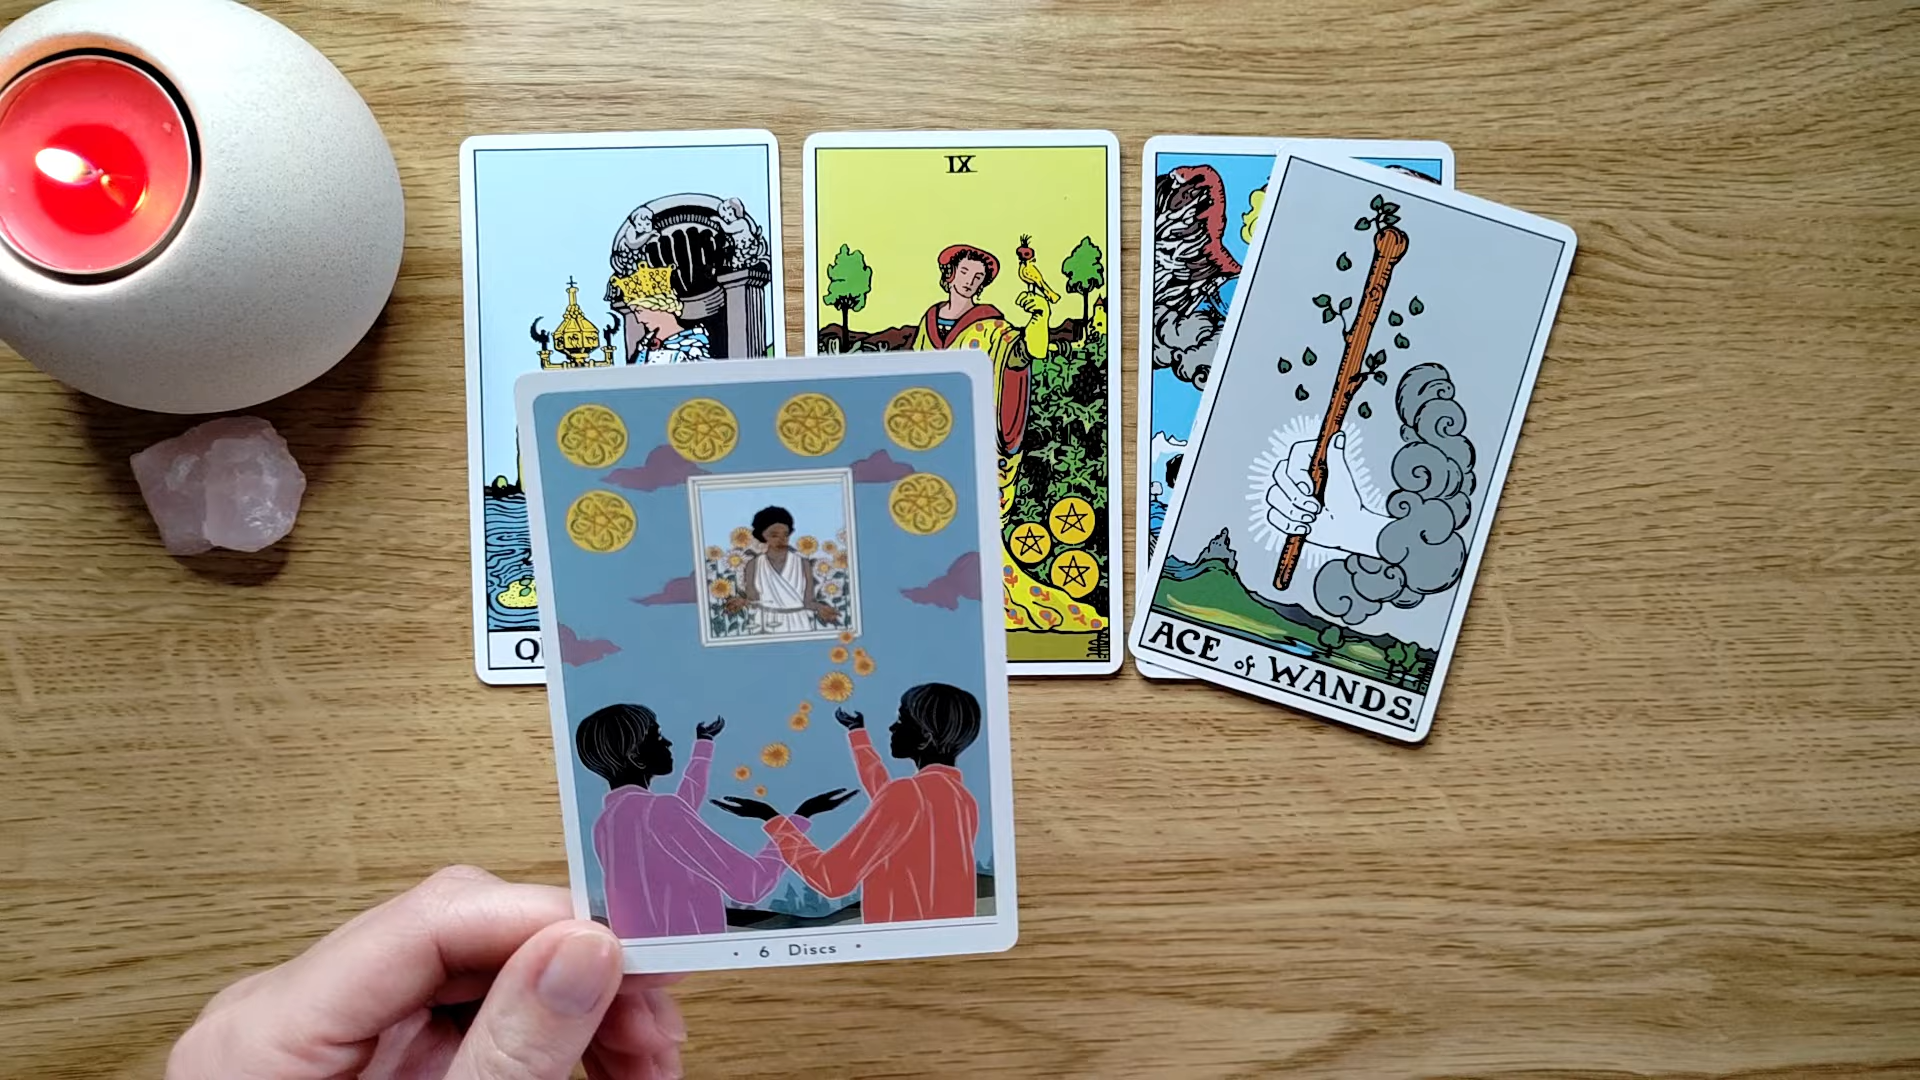 IX
ACE of WANDS.
• 6 Discs •